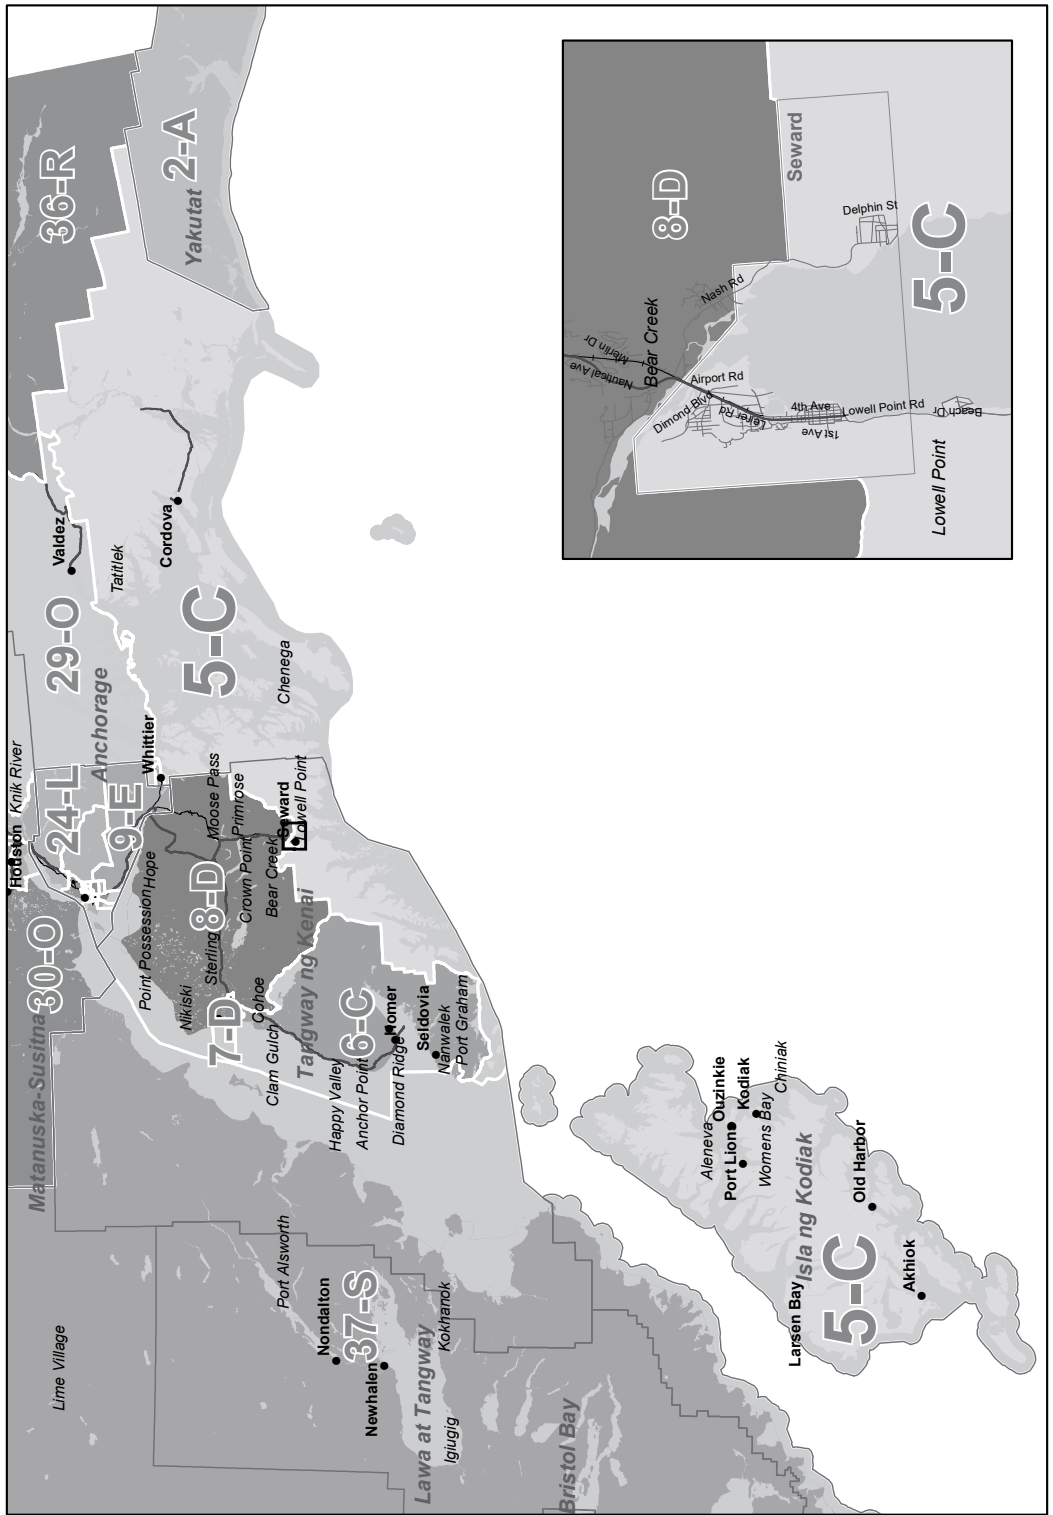 36-R
2-A
Yakutat
Valdez
Cordova
Tatitlek
29-O
5-C
Anchorage
Chenega
Knik River
Houston
24-L
9-E
Whittier
Moose Pass
Primrose
Seward
Lowell Point
Hope
Point Possession
8-D
Crown Point
Bear Creek
30-O
Sterling
Matanuska-Susitna
Nikiski
7-D
Cohoe
Tangway ng Kenai
Clam Gulch
6-C
Homer
Happy Valley
Anchor Point
Diamond Ridge
Seldovia
Nanwalek
Port Graham
Lime Village
Port Alsworth
Nondalton
37-S
Newhalen
Kokhanok
Lawa at Tangway
Igiugig
Bristol Bay
Aleneva
Ouzinkie
Port Lions
Kodiak
Womens Bay
Chiniak
Isla ng Kodiak
Old Harbor
Larsen Bay
5-C
Akhiok
8-D
Seward
Delphin St
5-C
Nash Rd
Bear Creek
Merlin Dr
Nautical Ave
Airport Rd
Dimond Blvd
Leirer Rd
4th Ave
1st Ave
Lowell Point Rd
Beach Dr
Lowell Point